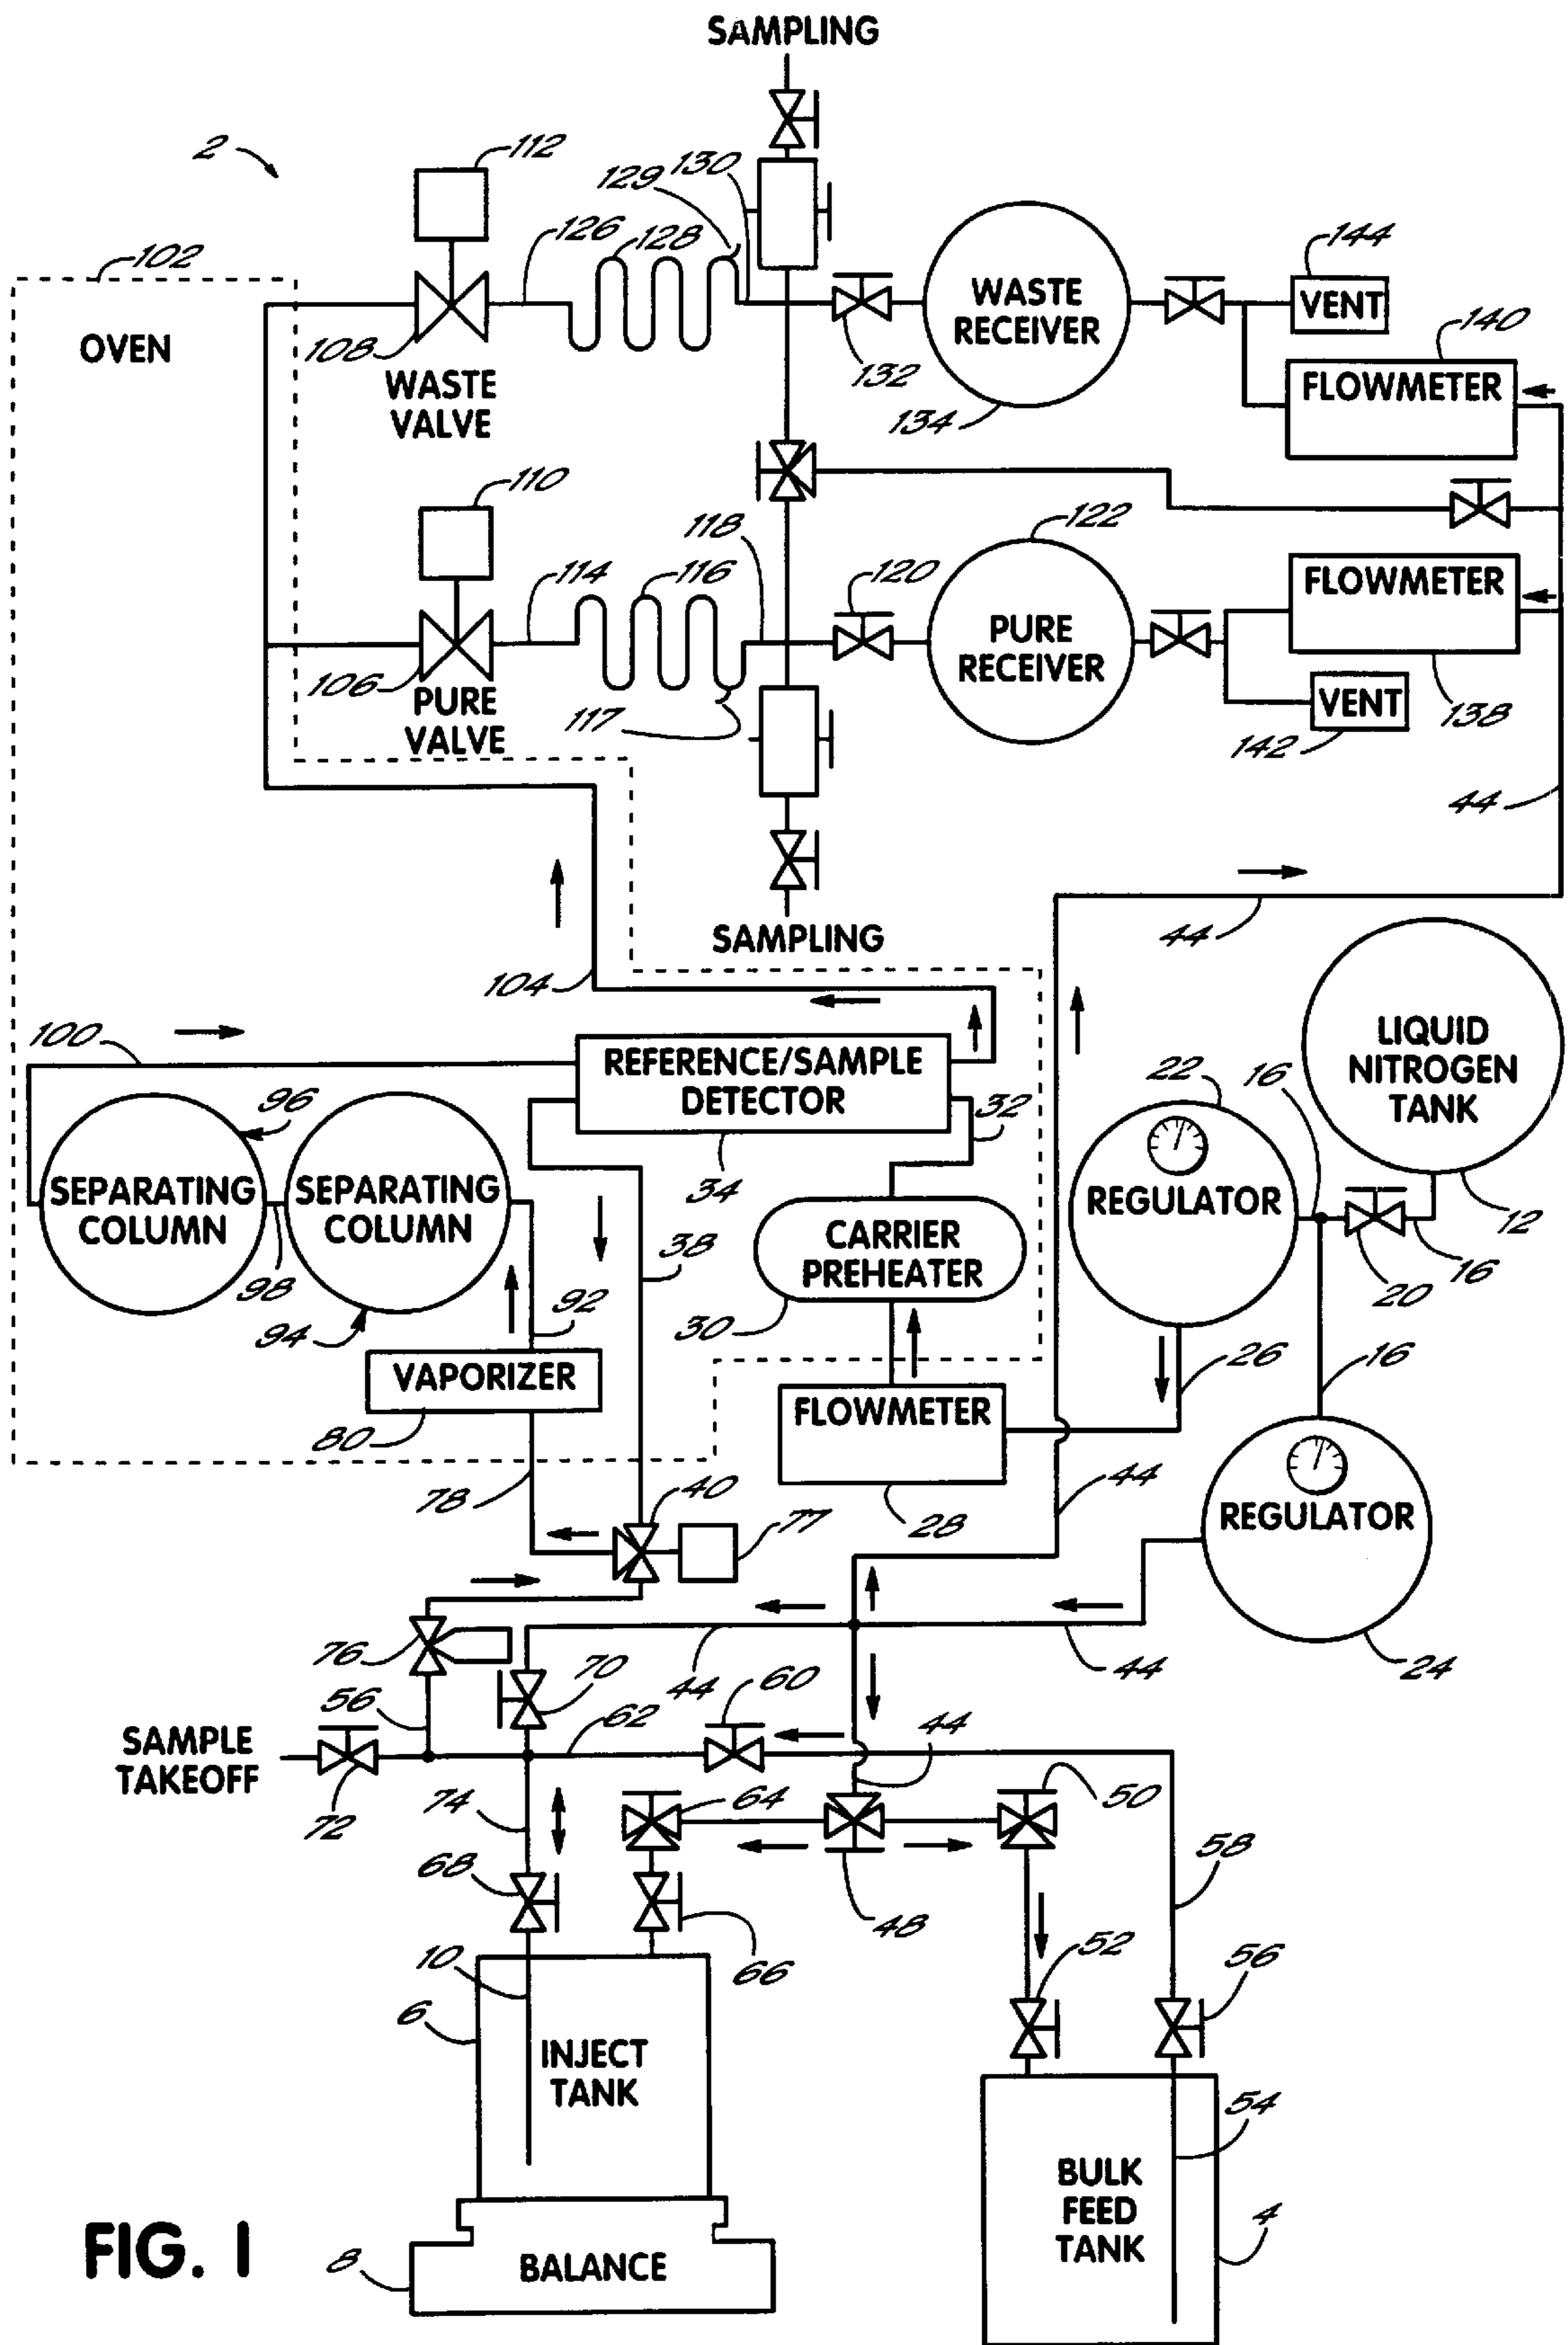 SAMPLING
2
112
129
130
126
128
144
102
VENT
OVEN
WASTE
RECEIVER
140
108
132
FLOWMETER
WASTE
VALVE
134
110
118
122
114
116
120
FLOWMETER
PURE
RECEIVER
106
PURE
VALVE
117
VENT
138
142
44
SAMPLING
44
104
LIQUID
NITROGEN
TANK
100
REFERENCE/SAMPLE
DETECTOR
22
16
96
32
34
SEPARATING
COLUMN
SEPARATING
COLUMN
REGULATOR
12
CARRIER
PREHEATER
38
98
92
20
16
94
30
26
16
VAPORIZER
FLOWMETER
80
44
78
40
28
REGULATOR
77
76
70
44
44
24
56
62
60
44
SAMPLE
TAKEOFF
72
74
64
50
68
48
58
10
66
52
56
6
INJECT
TANK
54
BULK
FEED
TANK
4
FIG. 1
8
BALANCE